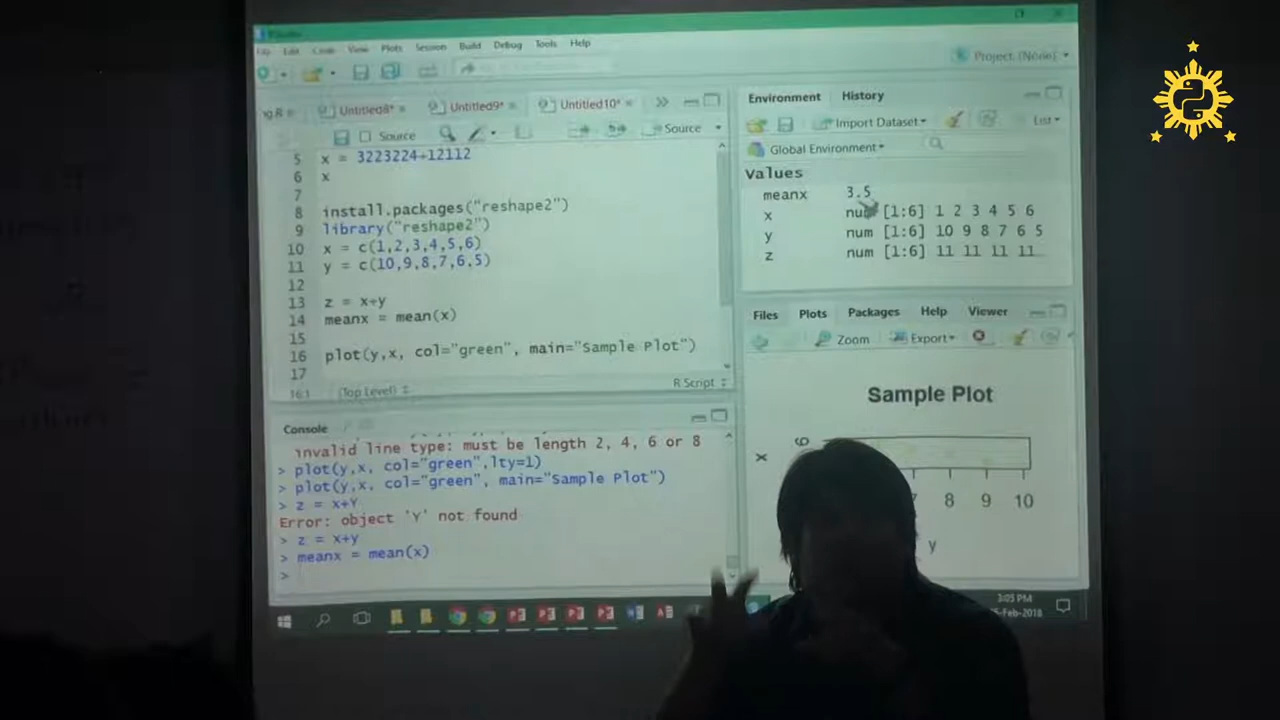 File Edit Code View Plots Session Build Debug Tools Help
Project: (None)
ng.R Untitled8* Untitled9* Untitled10*
Source Source
5 x = 3223224+12112
6 x
7
8 install.packages("reshape2")
9 library("reshape2")
10 x = c(1,2,3,4,5,6)
11 y = c(10,9,8,7,6,5)
12
13 z = x+y
14 meanx = mean(x)
15
16 plot(y,x, col="green", main="Sample Plot")
17
16:1 (Top Level) R Script
Console
invalid line type: must be length 2, 4, 6 or 8
> plot(y,x, col="green",lty=1)
> plot(y,x, col="green", main="Sample Plot")
> z = x+Y
Error: object 'Y' not found
> z = x+y
> meanx = mean(x)
>
Environment History
Import Dataset List
Global Environment
Values
meanx 3.5
x num [1:6] 1 2 3 4 5 6
y num [1:6] 10 9 8 7 6 5
z num [1:6] 11 11 11 11
Files Plots Packages Help Viewer
Zoom Export
Sample Plot
x
6
7 8 9 10
y
3:05 PM
-Feb-2018